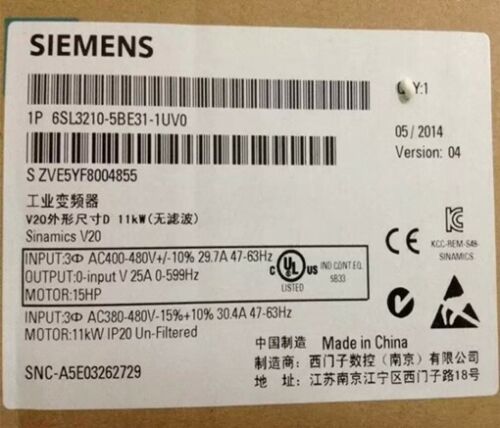 SIEMENS
1P 6SL3210-5BE31-1UV0
QTY:1
05/2014
Version: 04
S ZVE5YF8004855
工业变频器
V20外形尺寸D 11kW(无滤波)
Sinamics V20
INPUT:3Φ AC400-480V+/-10% 29.7A 47-63Hz
OUTPUT:0-input V 25A 0-599Hz
MOTOR:15HP
C UL US
LISTED
IND CONT.EQ.
5B33
CE
KCC-REM-S49-
SINAMICS
INPUT:3Φ AC380-480V-15%+10% 30.4A 47-63Hz
MOTOR:11kW IP20 Un-Filtered
SNC-A5E03262729
中国制造 Made in China
制造商: 西门子数控(南京)有限公司
地 址: 江苏南京江宁区西门子路18号